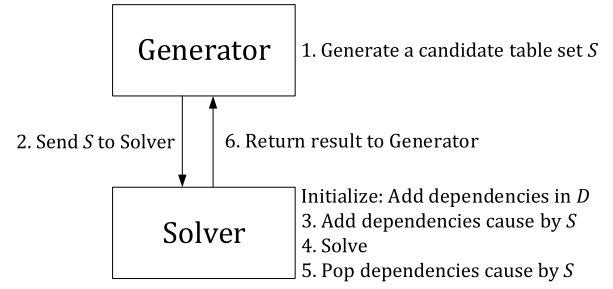 Generator
1. Generate a candidate table set S
2. Send S to Solver
6. Return result to Generator
Solver
Initialize: Add dependencies in D
3. Add dependencies cause by S
4. Solve
5. Pop dependencies cause by S